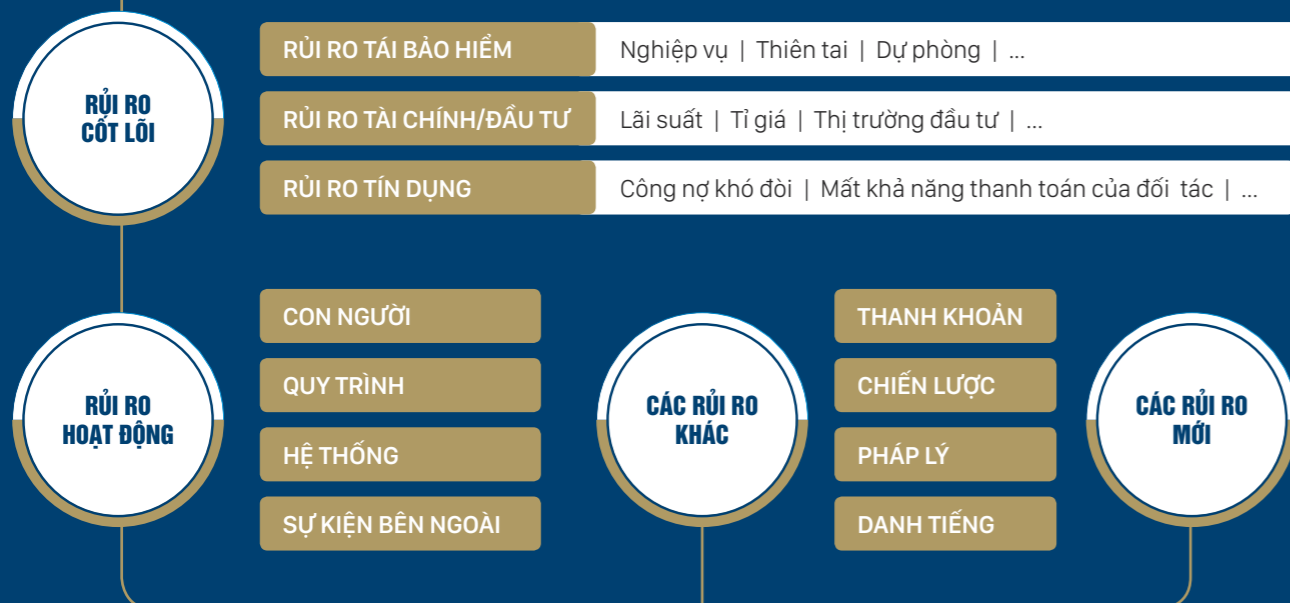 RỦI RO
CỐT LÕI
RỦI RO TÁI BẢO HIỂM
Nghiệp vụ | Thiên tai | Dự phòng | ...
RỦI RO TÀI CHÍNH/ĐẦU TƯ
Lãi suất | Tỉ giá | Thị trường đầu tư | ...
RỦI RO TÍN DỤNG
Công nợ khó đòi | Mất khả năng thanh toán của đối tác | ...
RỦI RO
HOẠT ĐỘNG
CON NGƯỜI
QUY TRÌNH
HỆ THỐNG
SỰ KIỆN BÊN NGOÀI
CÁC RỦI RO
KHÁC
THANH KHOẢN
CHIẾN LƯỢC
PHÁP LÝ
DANH TIẾNG
CÁC RỦI RO
MỚI